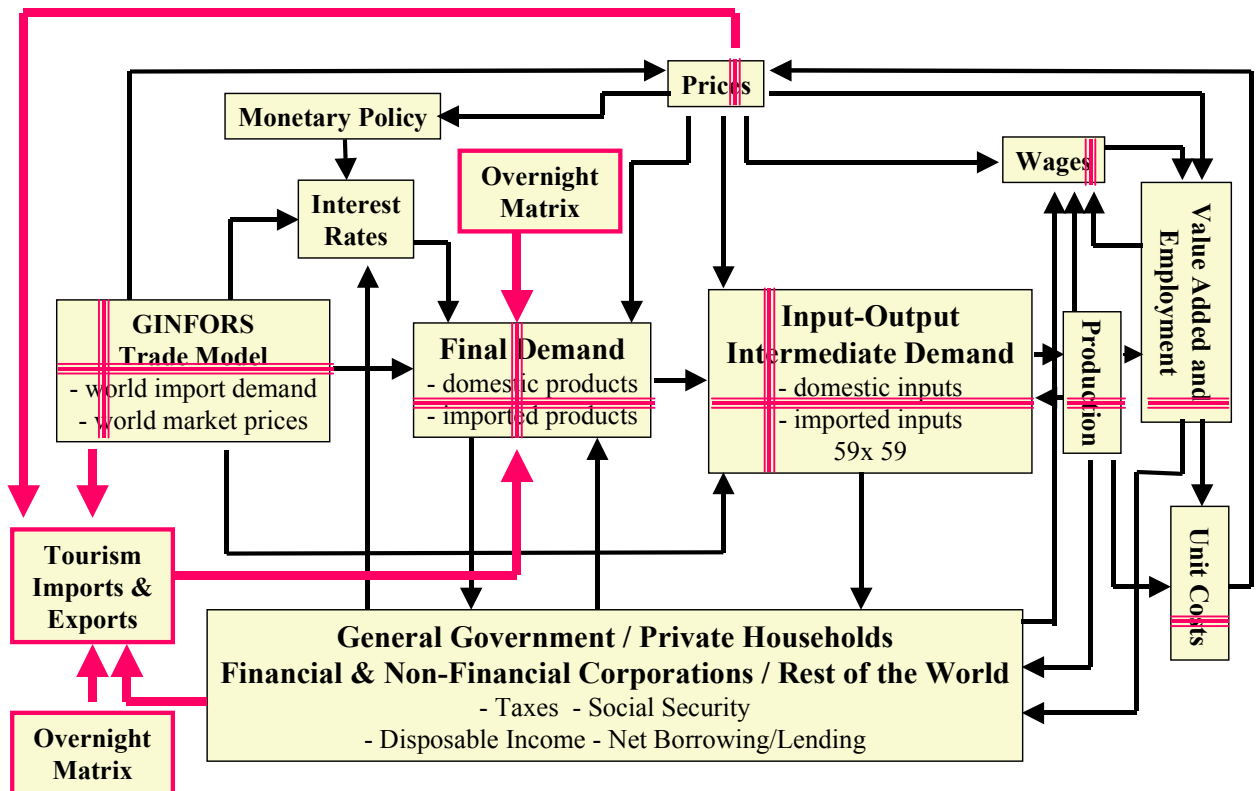 Prices
Monetary Policy
Overnight
Matrix
Wages
Interest
Rates
Value Added and
Employment
GINFORS
Trade Model
- world import demand
- world market prices
Final Demand
- domestic products
- imported products
Input-Output
Intermediate Demand
- domestic inputs
- imported inputs
59x 59
Production
Tourism
Imports &
Exports
Unit Costs
General Government / Private Households
Financial & Non-Financial Corporations / Rest of the World
- Taxes - Social Security
- Disposable Income - Net Borrowing/Lending
Overnight
Matrix